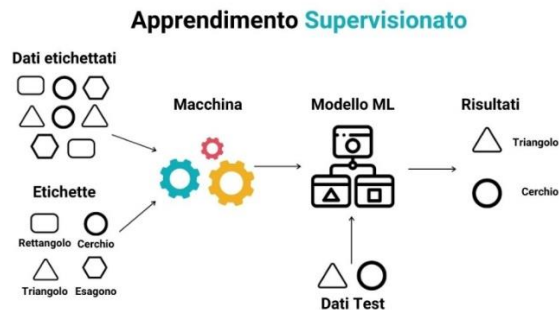 Apprendimento Supervisionato
Dati etichettati
Macchina
Modello ML
Risultati
Triangolo
Cerchio
Etichette
Rettangolo Cerchio
Triangolo Esagono
Dati Test